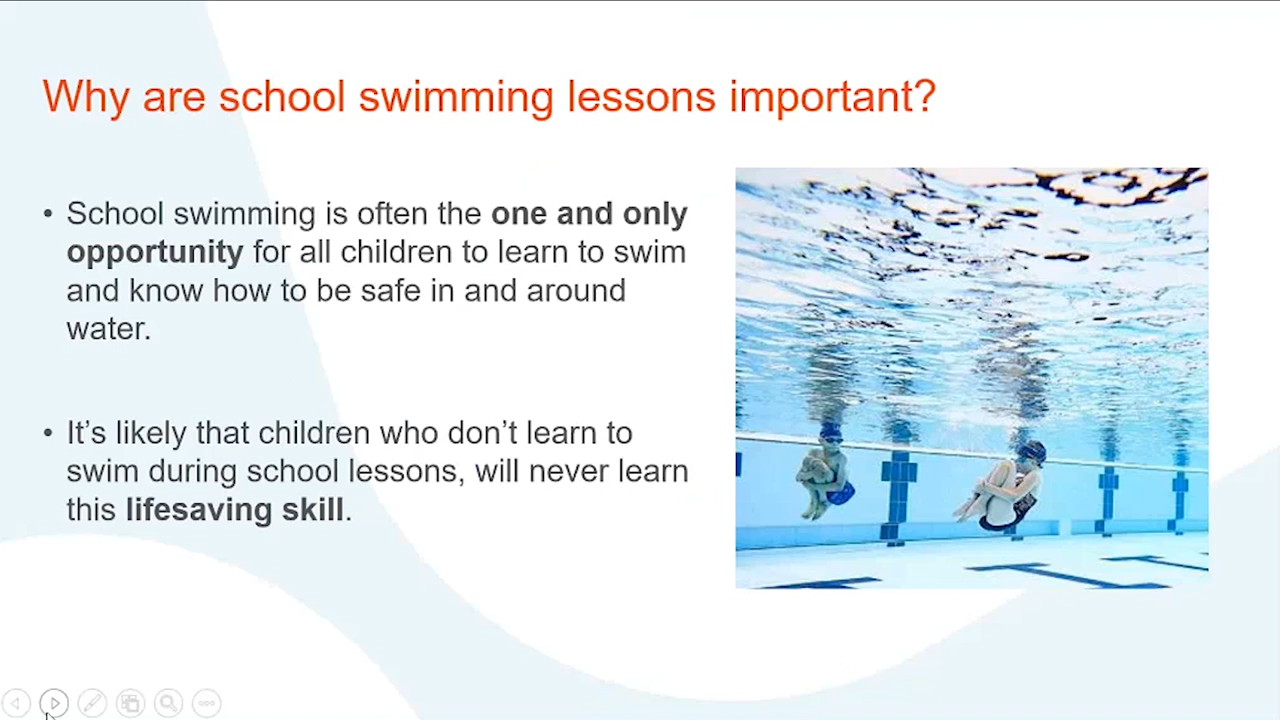 Why are school swimming lessons important?
• School swimming is often the one and only
opportunity for all children to learn to swim
and know how to be safe in and around
water.
• It’s likely that children who don’t learn to
swim during school lessons, will never learn
this lifesaving skill.